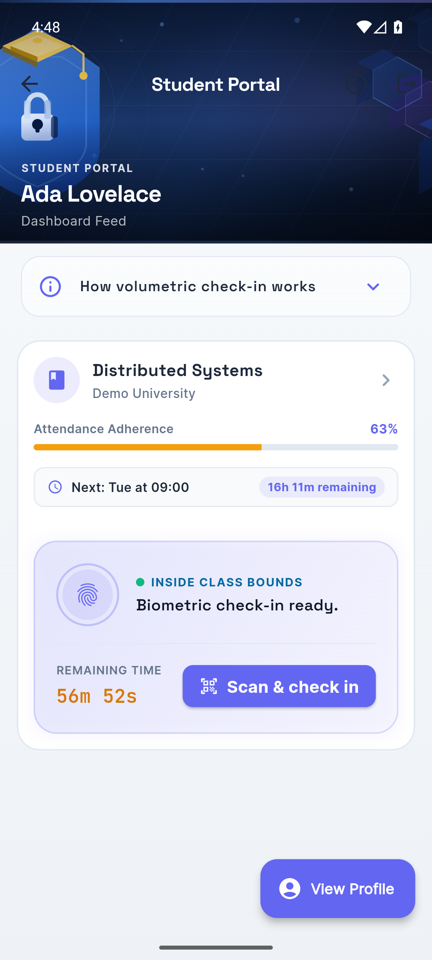 4:48
Student Portal
STUDENT PORTAL
Ada Lovelace
Dashboard Feed
How volumetric check-in works
Distributed Systems
Demo University
Attendance Adherence
63%
Next: Tue at 09:00
16h 11m remaining
INSIDE CLASS BOUNDS
Biometric check-in ready.
REMAINING TIME
56m 52s
Scan & check in
View Profile